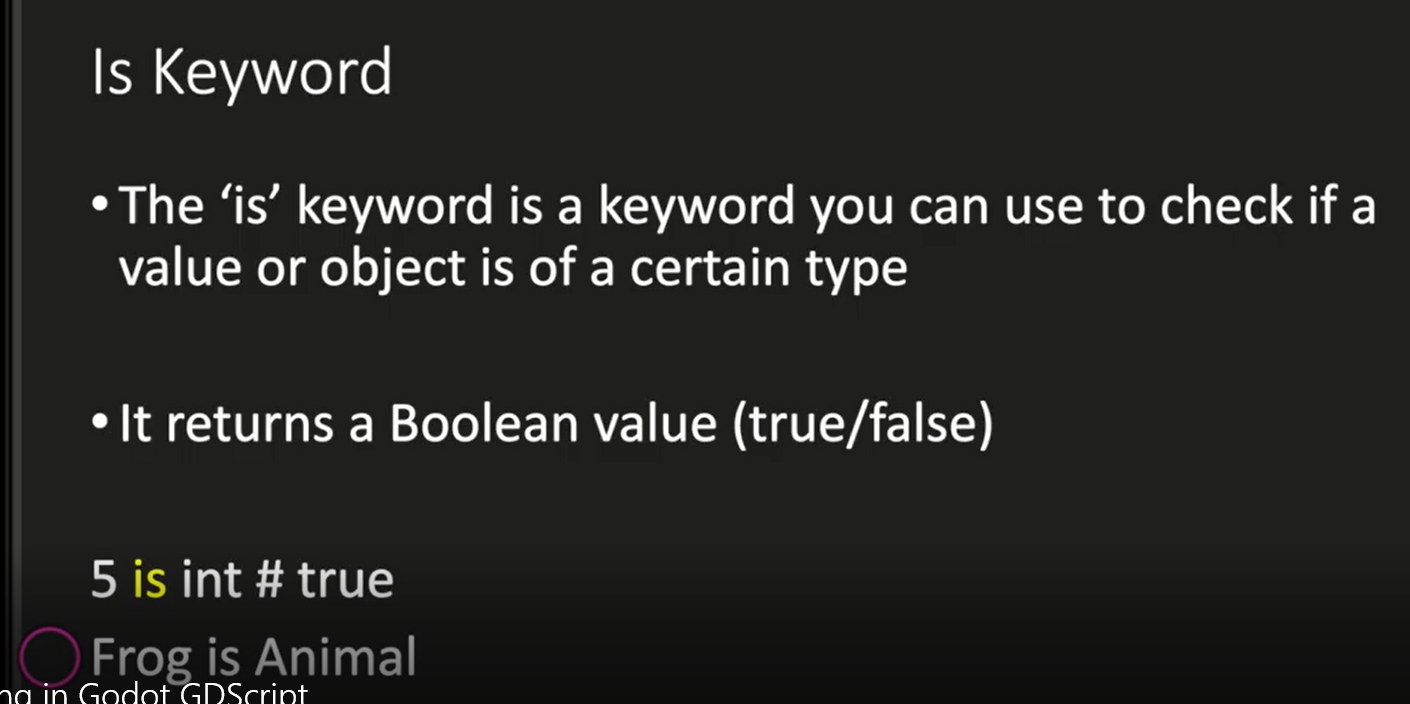 Is Keyword
• The ‘is’ keyword is a keyword you can use to check if a
value or object is of a certain type
• It returns a Boolean value (true/false)
5 is int # true
Frog is Animal
in Godot GDScript